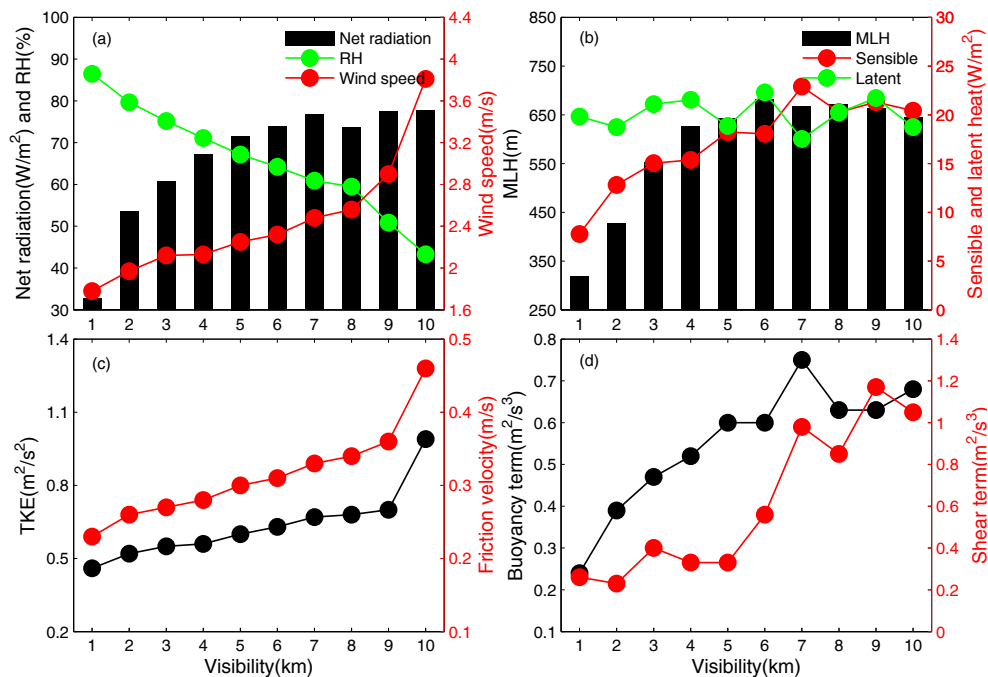 100
90
80
70
60
50
40
30
Net radiation(W/m²) and RH(%)
(a)
Net radiation
RH
Wind speed
4.4
4
3.6
3.2
2.8
2.4
2
1.6
Wind speed(m/s)
1 2 3 4 5 6 7 8 9 10
850
750
650
550
450
350
250
MLH(m)
(b)
MLH
Sensible
Latent
30
25
20
15
10
5
0
Sensible and latent heat(W/m²)
1 2 3 4 5 6 7 8 9 10
1.4
1.1
0.8
0.5
0.2
TKE(m²/s²)
(c)
0.5
0.4
0.3
0.2
0.1
Friction velocity(m/s)
1 2 3 4 5 6 7 8 9 10
Visibility(km)
0.8
0.7
0.6
0.5
0.4
0.3
0.2
0.1
Buoyancy term(m²/s³)
(d)
1.4
1.2
1
0.8
0.6
0.4
0.2
0
Shear term(m²/s³)
1 2 3 4 5 6 7 8 9 10
Visibility(km)